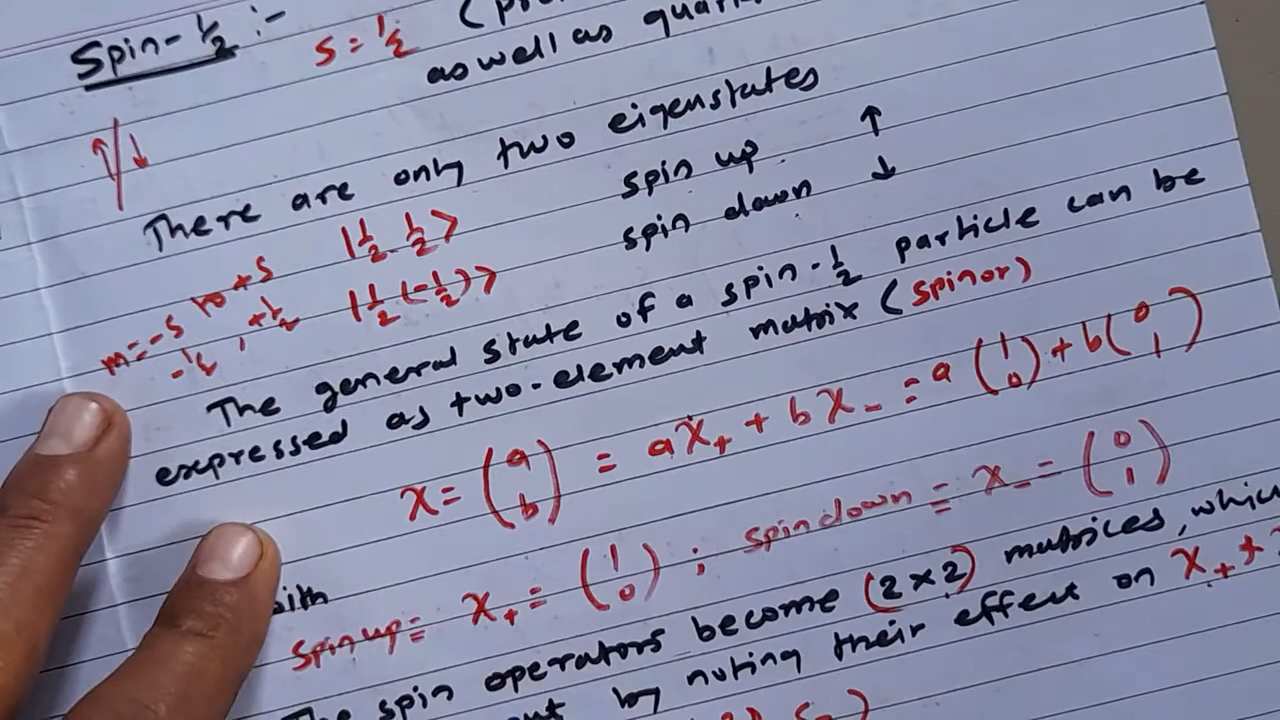 Spin-½ :- s = ½
as well as
↑/↓
There are only two eigenstates
|½ ½> spin up ↑
m = -s to +s |½ (-½)> spin down ↓
-½, +½
The general state of a spin-½ particle can be
expressed as two-element matrix (spinor)
χ = (a b) = aχ₊ + bχ₋ = a (1 0) + b (0 1)
with
spin up = χ₊ = (1 0) ; spin down = χ₋ = (0 1)
spin operators become (2×2) matrices,
by noting their effect on χ₊ +